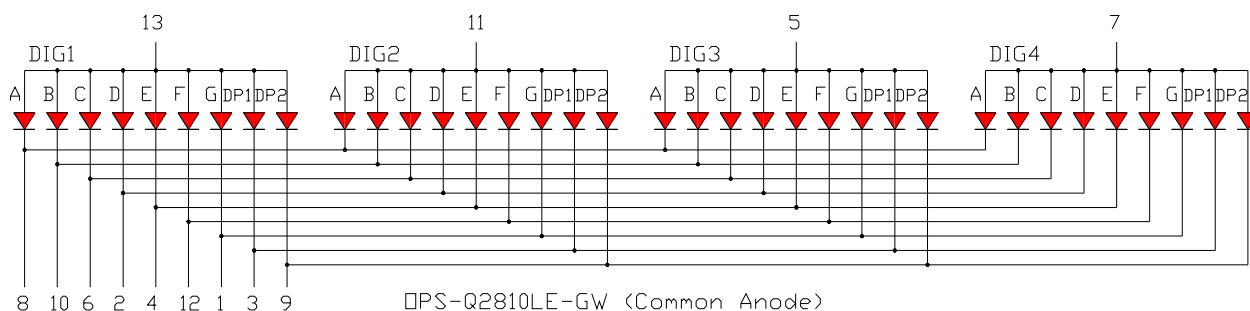 13 11 5 7
DIG1 DIG2 DIG3 DIG4
A B C D E F G DP1 DP2 A B C D E F G DP1 DP2 A B C D E F G DP1 DP2 A B C D E F G DP1 DP2
8 10 6 2 4 12 1 3 9
OPS-Q2810LE-GW (Common Anode)